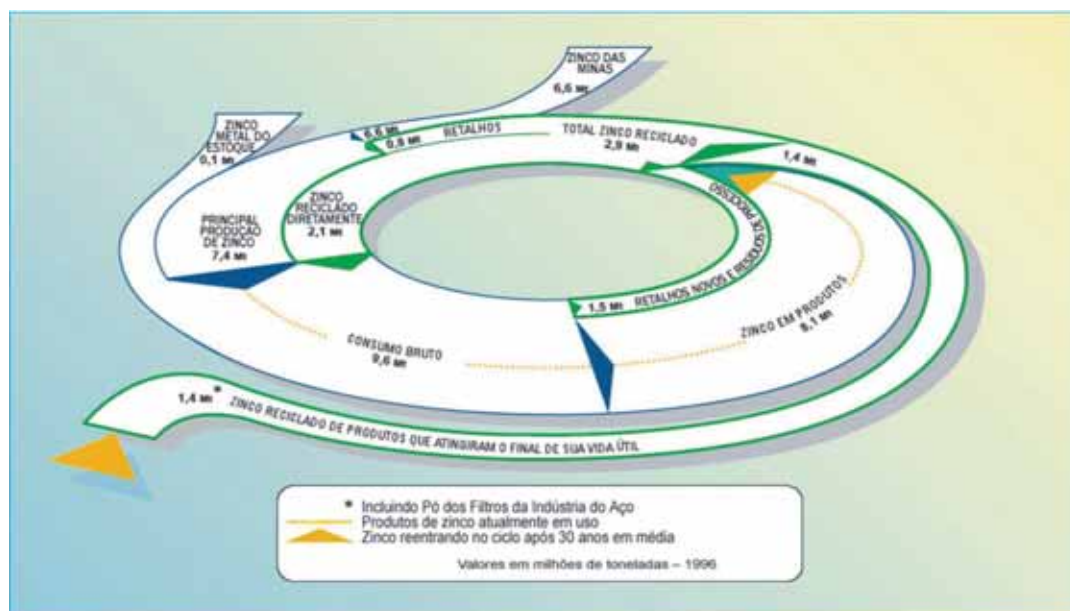 ZINCO DAS
MINAS
6,6 Mt
ZINCO
METAL DO
ESTOQUE
0,1 Mt
6,6 Mt
0,8 Mt
RETALHOS
TOTAL ZINCO RECICLADO
2,9 Mt
1,4 Mt
ZINCO
RECICLADO
DIRETAMENTE
2,1 Mt
PRINCIPAL
PRODUÇÃO
DE ZINCO
7,4 Mt
1,5 Mt
RETALHOS NOVOS E RESÍDUOS DE PROCESSO
ZINCO EM PRODUTOS
8,1 Mt
CONSUMO BRUTO
9,6 Mt
1,4 Mt*
ZINCO RECICLADO DE PRODUTOS QUE ATINGIRAM O FINAL DE SUA VIDA ÚTIL
* Incluindo Pó dos Filtros da Indústria do Aço
Produtos de zinco atualmente em uso
Zinco reentrando no ciclo após 30 anos em média
Valores em milhões de toneladas – 1996